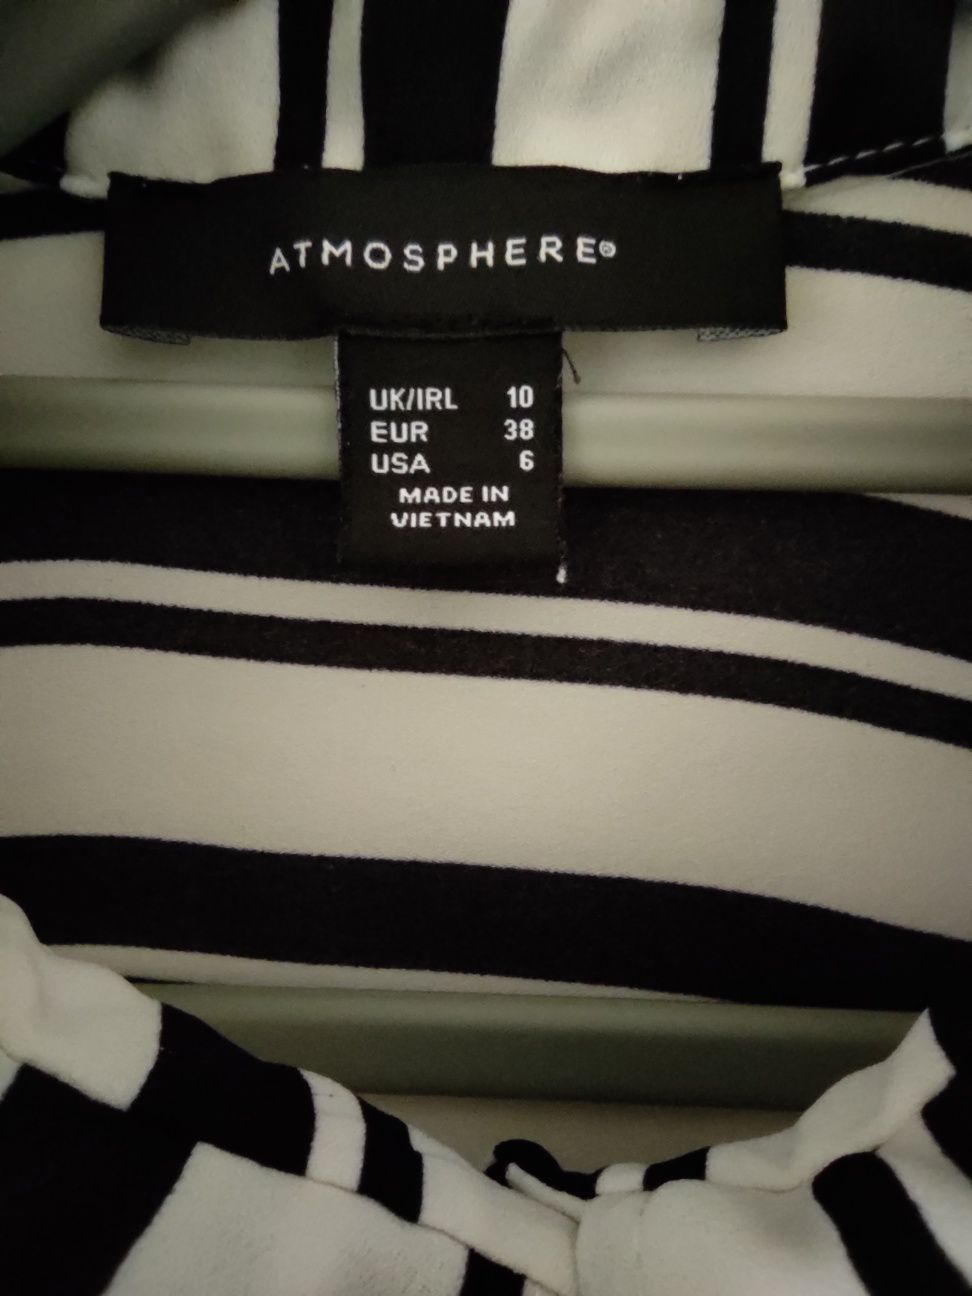 ATMOSPHERE®
UK/IRL 10
EUR 38
USA 6
MADE IN
VIETNAM